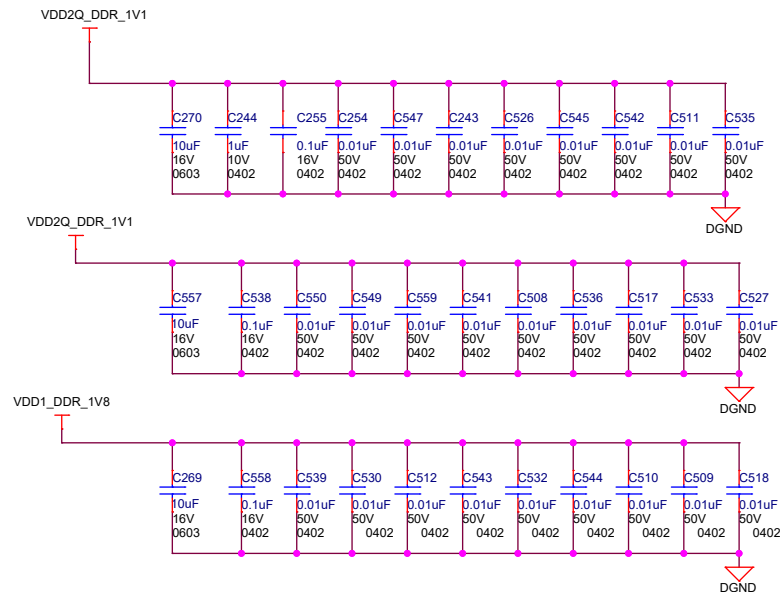 VDD2Q_DDR_1V1
C270 C244 C255 C254 C547 C243 C526 C545 C542 C511 C535
10uF 1uF 0.1uF 0.01uF 0.01uF 0.01uF 0.01uF 0.01uF 0.01uF 0.01uF 0.01uF
16V 10V 16V 50V 50V 50V 50V 50V 50V 50V 50V
0603 0402 0402 0402 0402 0402 0402 0402 0402 0402 0402
DGND
VDD2Q_DDR_1V1
C557 C538 C550 C549 C559 C541 C508 C536 C517 C533 C527
10uF 0.1uF 0.01uF 0.01uF 0.01uF 0.01uF 0.01uF 0.01uF 0.01uF 0.01uF 0.01uF
16V 16V 50V 50V 50V 50V 50V 50V 50V 50V 50V
0603 0402 0402 0402 0402 0402 0402 0402 0402 0402 0402
DGND
VDD1_DDR_1V8
C269 C558 C539 C530 C512 C543 C532 C544 C510 C509 C518
10uF 0.1uF 0.01uF 0.01uF 0.01uF 0.01uF 0.01uF 0.01uF 0.01uF 0.01uF 0.01uF
16V 16V 50V 50V 50V 50V 50V 50V 50V 50V 50V
0603 0402 0402 0402 0402 0402 0402 0402 0402 0402 0402
DGND